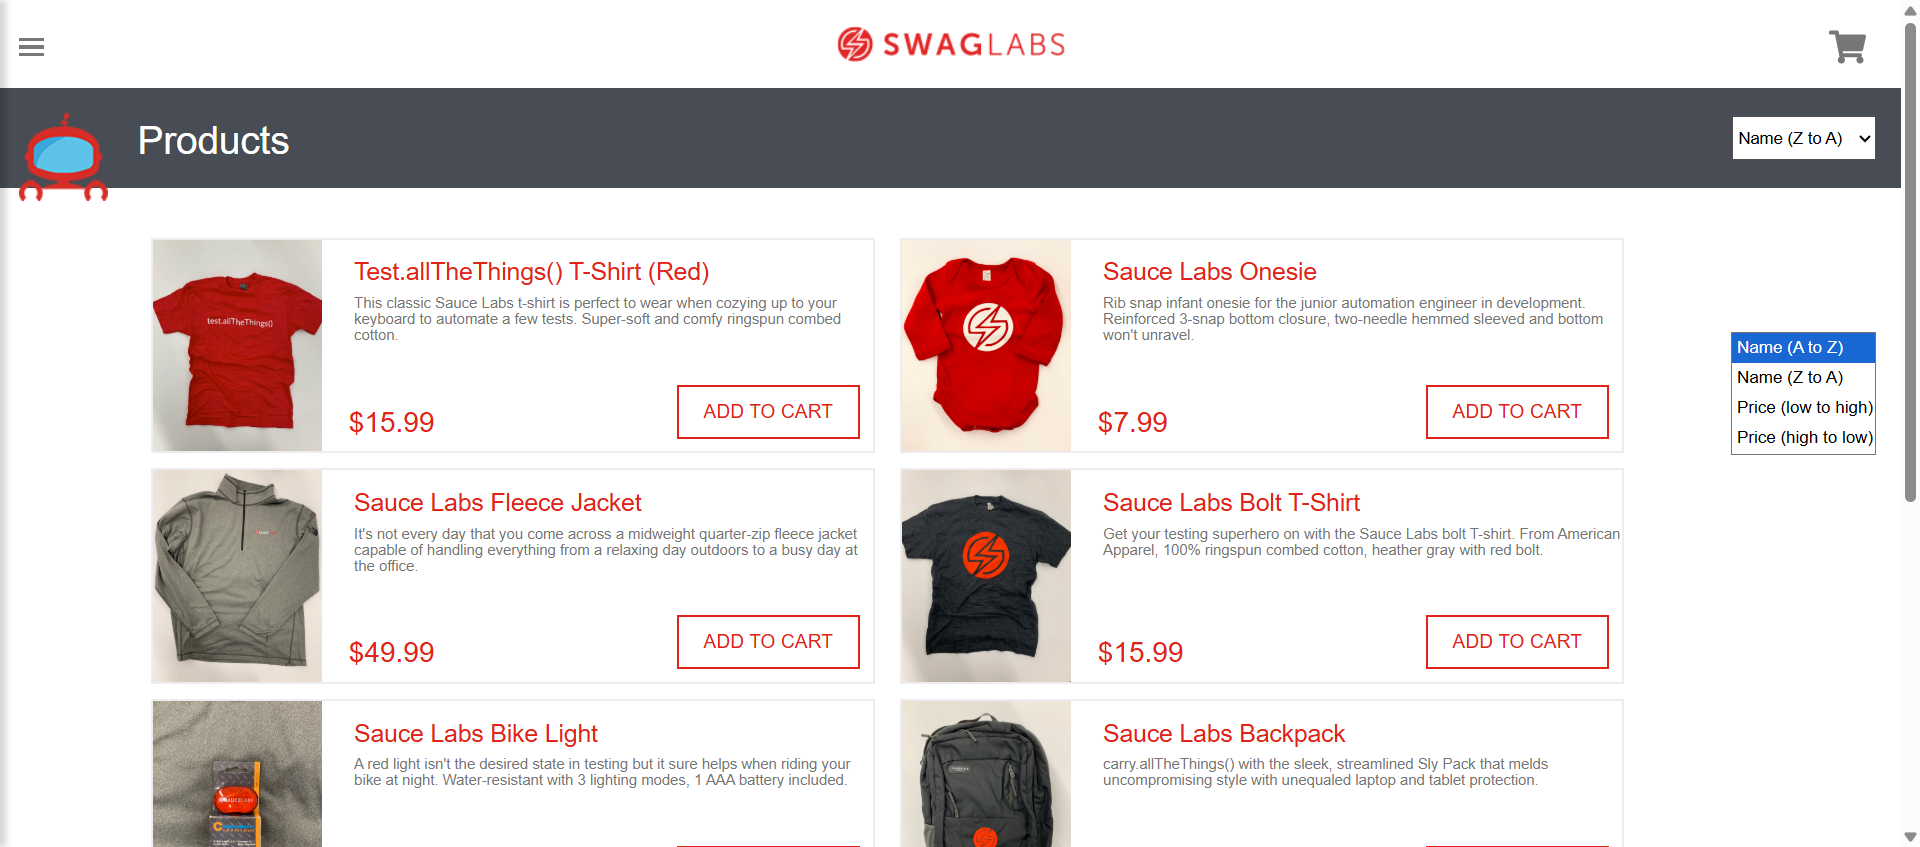 SWAGLABS
Products
Name (Z to A)
Test.allTheThings() T-Shirt (Red)
This classic Sauce Labs t-shirt is perfect to wear when cozying up to your
keyboard to automate a few tests. Super-soft and comfy ringspun combed
cotton.
$15.99
ADD TO CART
test.allTheThings()
Sauce Labs Onesie
Rib snap infant onesie for the junior automation engineer in development.
Reinforced 3-snap bottom closure, two-needle hemmed sleeved and bottom
won't unravel.
$7.99
ADD TO CART
Name (A to Z)
Name (Z to A)
Price (low to high)
Price (high to low)
Sauce Labs Fleece Jacket
It's not every day that you come across a midweight quarter-zip fleece jacket
capable of handling everything from a relaxing day outdoors to a busy day at
the office.
$49.99
ADD TO CART
Sauce Labs Bolt T-Shirt
Get your testing superhero on with the Sauce Labs bolt T-shirt. From American
Apparel, 100% ringspun combed cotton, heather gray with red bolt.
$15.99
ADD TO CART
Sauce Labs Bike Light
A red light isn't the desired state in testing but it sure helps when riding your
bike at night. Water-resistant with 3 lighting modes, 1 AAA battery included.
SAUCELABS
Sauce Labs Backpack
carry.allTheThings() with the sleek, streamlined Sly Pack that melds
uncompromising style with unequaled laptop and tablet protection.